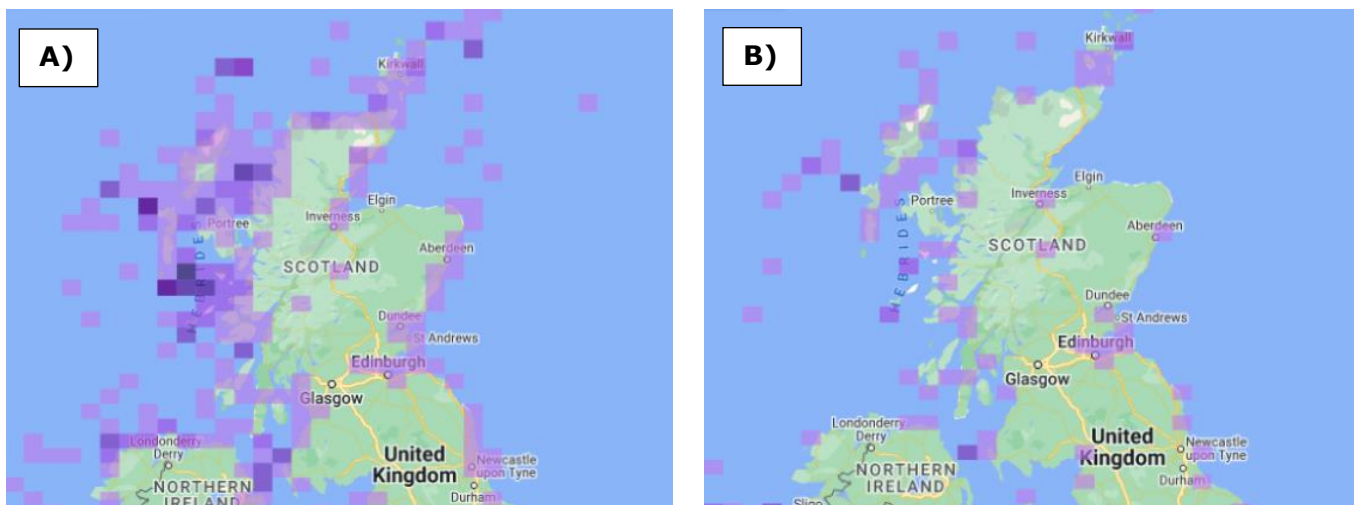 A)
Kirkwall
HEBRIDES
Portree
Inverness
Elgin
Aberdeen
SCOTLAND
Dundee
St Andrews
Edinburgh
Glasgow
Londonderry
Derry
NORTHERN
IRELAND
United
Kingdom
Newcastle
upon Tyne
Durham
B)
Kirkwall
HEBRIDES
Portree
Inverness
Elgin
Aberdeen
SCOTLAND
Dundee
St Andrews
Edinburgh
Glasgow
Londonderry
Derry
NORTHERN
IRELAND
Sligo
United
Kingdom
Newcastle
upon Tyne
Durham